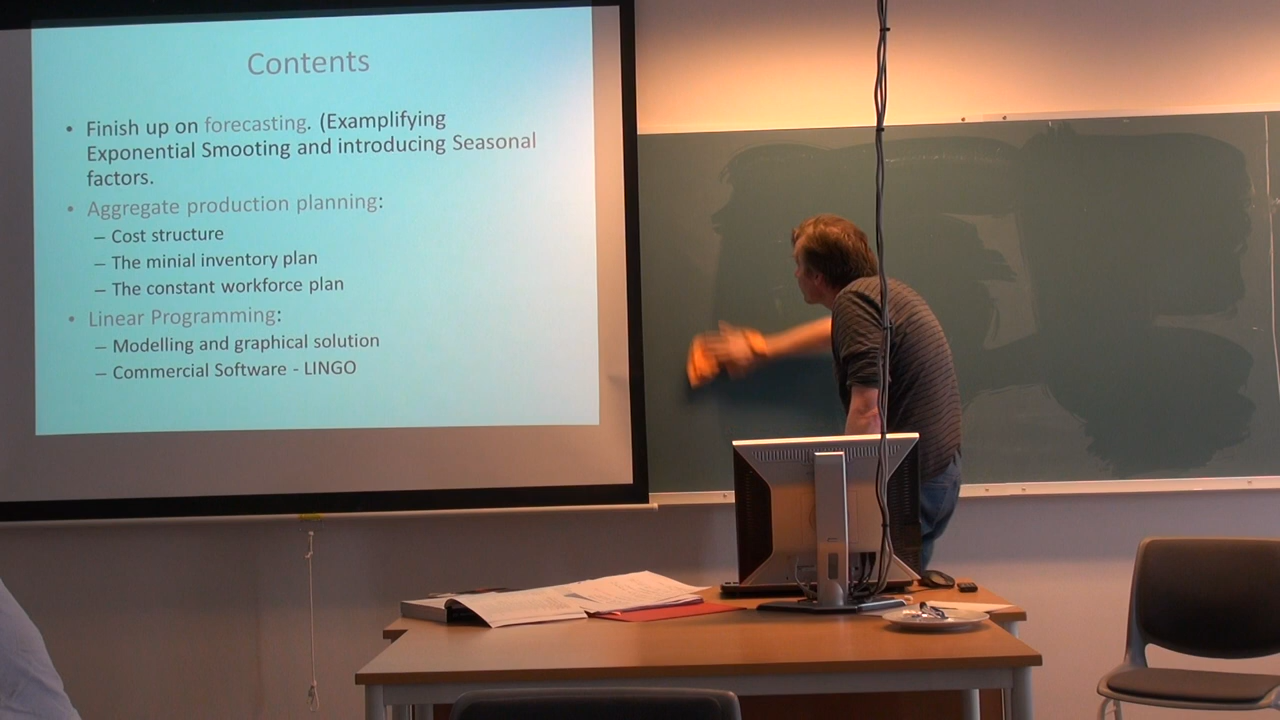 Contents
• Finish up on forecasting. (Examplifying
Exponential Smooting and introducing Seasonal
factors.
• Aggregate production planning:
– Cost structure
– The minial inventory plan
– The constant workforce plan
• Linear Programming:
– Modelling and graphical solution
– Commercial Software - LINGO